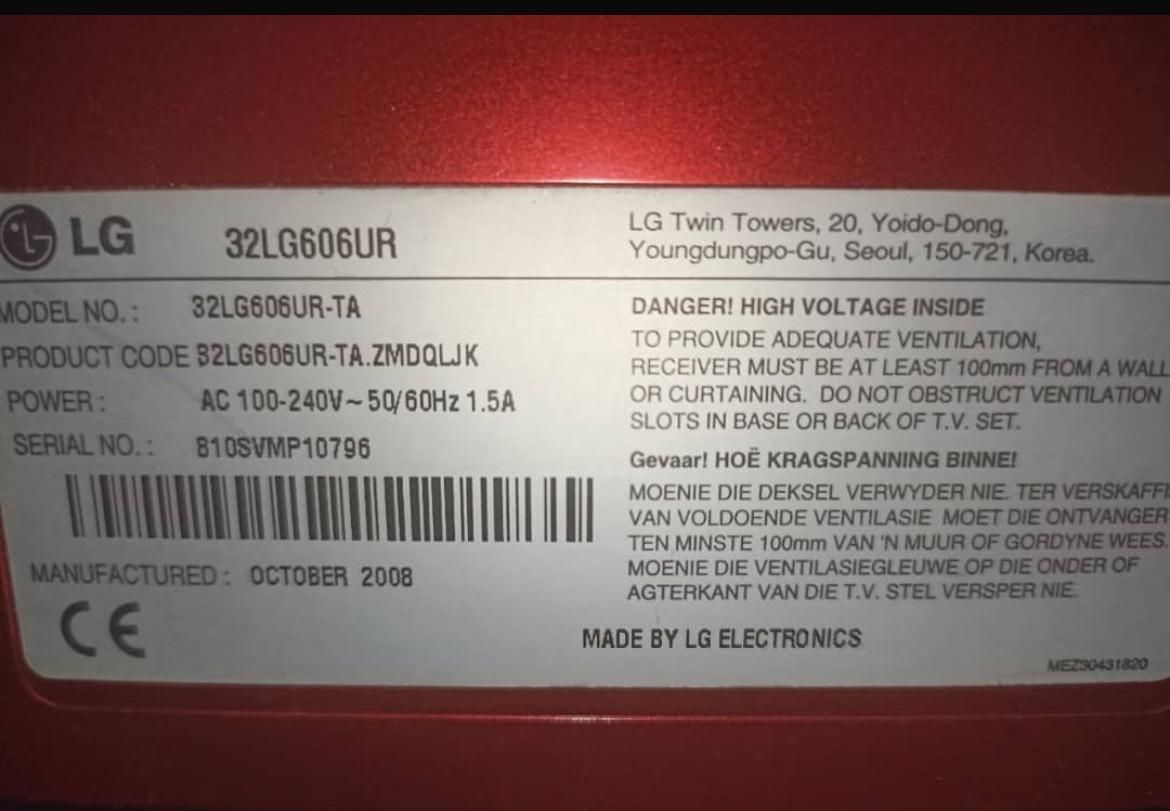 LG
32LG606UR
LG Twin Towers, 20, Yoido-Dong,
Youngdungpo-Gu, Seoul, 150-721, Korea.
MODEL NO. : 32LG606UR-TA
PRODUCT CODE 32LG606UR-TA.ZMDQLJK
POWER : AC 100-240V ~ 50/60Hz 1.5A
SERIAL NO. : 810SVMP10796
MANUFACTURED : OCTOBER 2008
CE
DANGER! HIGH VOLTAGE INSIDE
TO PROVIDE ADEQUATE VENTILATION,
RECEIVER MUST BE AT LEAST 100mm FROM A WALL
OR CURTAINING. DO NOT OBSTRUCT VENTILATION
SLOTS IN BASE OR BACK OF T.V. SET.
Gevaar! HOË KRAGSPANNING BINNE!
MOENIE DIE DEKSEL VERWYDER NIE. TER VERSKAFFI
VAN VOLDOENDE VENTILASIE MOET DIE ONTVANGER
TEN MINSTE 100mm VAN 'N MUUR OF GORDYNE WEES.
MOENIE DIE VENTILASIEGLEUWE OP DIE ONDER OF
AGTERKANT VAN DIE T.V. STEL VERSPER NIE.
MADE BY LG ELECTRONICS
MEZ30431820